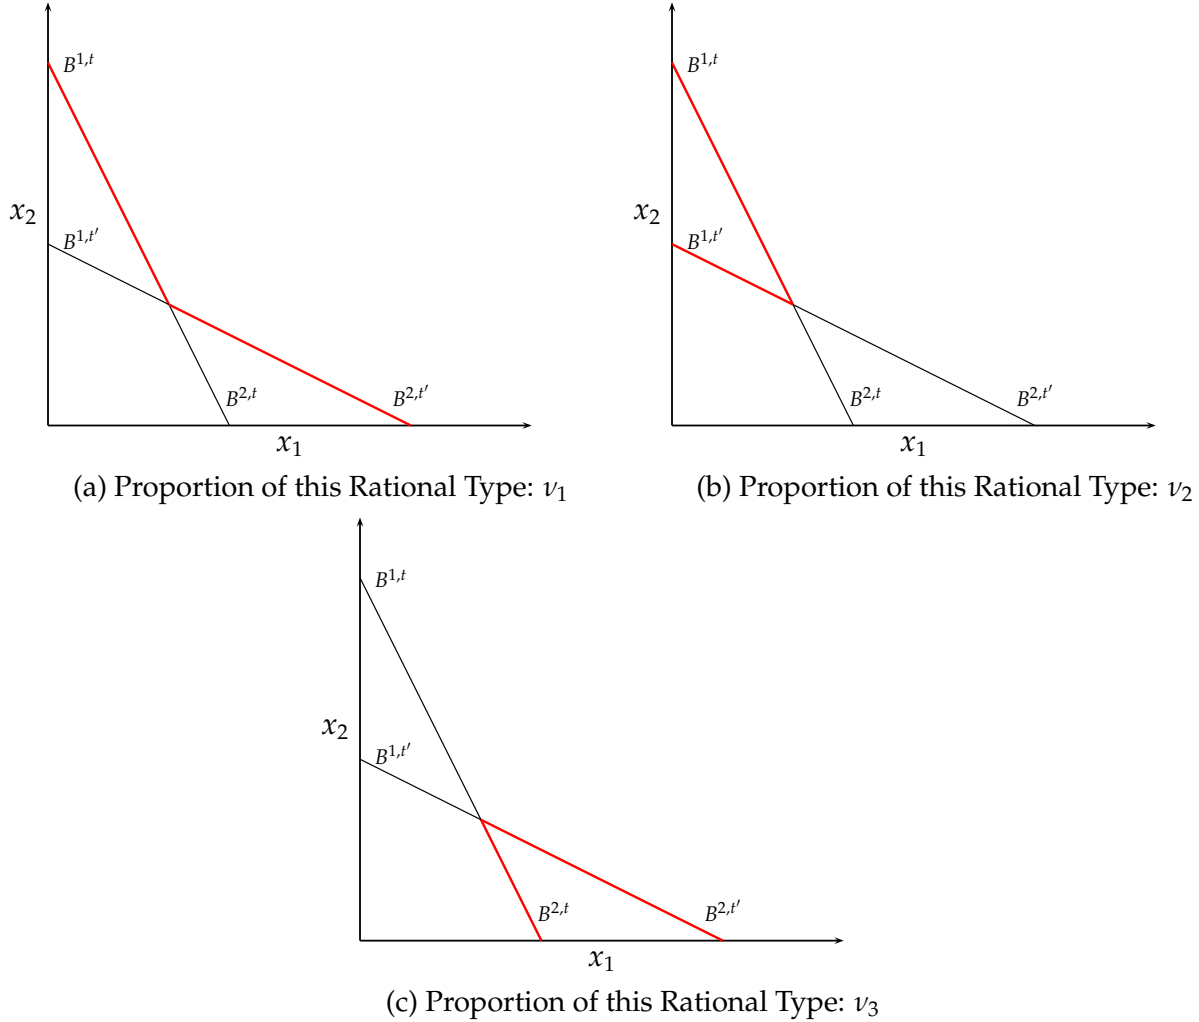 B^{1,t}
x_2
B^{1,t'}
B^{2,t}
B^{2,t'}
x_1
(a) Proportion of this Rational Type: ν_1
B^{1,t}
x_2
B^{1,t'}
B^{2,t}
B^{2,t'}
x_1
(b) Proportion of this Rational Type: ν_2
B^{1,t}
x_2
B^{1,t'}
B^{2,t}
B^{2,t'}
x_1
(c) Proportion of this Rational Type: ν_3